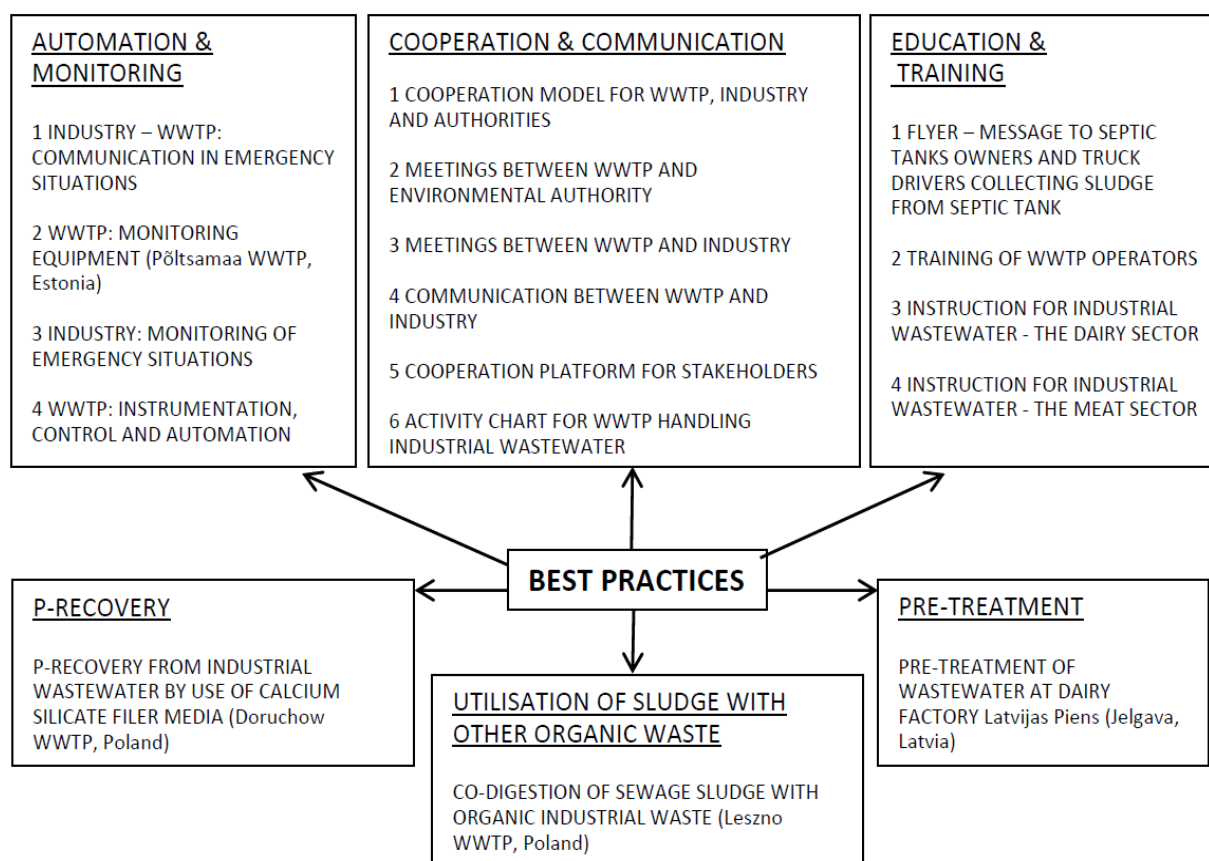 AUTOMATION &
MONITORING
1 INDUSTRY – WWTP:
COMMUNICATION IN EMERGENCY
SITUATIONS
2 WWTP: MONITORING
EQUIPMENT (Põltsamaa WWTP,
Estonia)
3 INDUSTRY: MONITORING OF
EMERGENCY SITUATIONS
4 WWTP: INSTRUMENTATION,
CONTROL AND AUTOMATION
COOPERATION & COMMUNICATION
1 COOPERATION MODEL FOR WWTP, INDUSTRY
AND AUTHORITIES
2 MEETINGS BETWEEN WWTP AND
ENVIRONMENTAL AUTHORITY
3 MEETINGS BETWEEN WWTP AND INDUSTRY
4 COMMUNICATION BETWEEN WWTP AND
INDUSTRY
5 COOPERATION PLATFORM FOR STAKEHOLDERS
6 ACTIVITY CHART FOR WWTP HANDLING
INDUSTRIAL WASTEWATER
EDUCATION &
TRAINING
1 FLYER – MESSAGE TO SEPTIC
TANKS OWNERS AND TRUCK
DRIVERS COLLECTING SLUDGE
FROM SEPTIC TANK
2 TRAINING OF WWTP OPERATORS
3 INSTRUCTION FOR INDUSTRIAL
WASTEWATER - THE DAIRY SECTOR
4 INSTRUCTION FOR INDUSTRIAL
WASTEWATER - THE MEAT SECTOR
BEST PRACTICES
P-RECOVERY
P-RECOVERY FROM INDUSTRIAL
WASTEWATER BY USE OF CALCIUM
SILICATE FILER MEDIA (Doruchow
WWTP, Poland)
UTILISATION OF SLUDGE WITH
OTHER ORGANIC WASTE
CO-DIGESTION OF SEWAGE SLUDGE WITH
ORGANIC INDUSTRIAL WASTE (Leszno
WWTP, Poland)
PRE-TREATMENT
PRE-TREATMENT OF
WASTEWATER AT DAIRY
FACTORY Latvijas Piens (Jelgava,
Latvia)